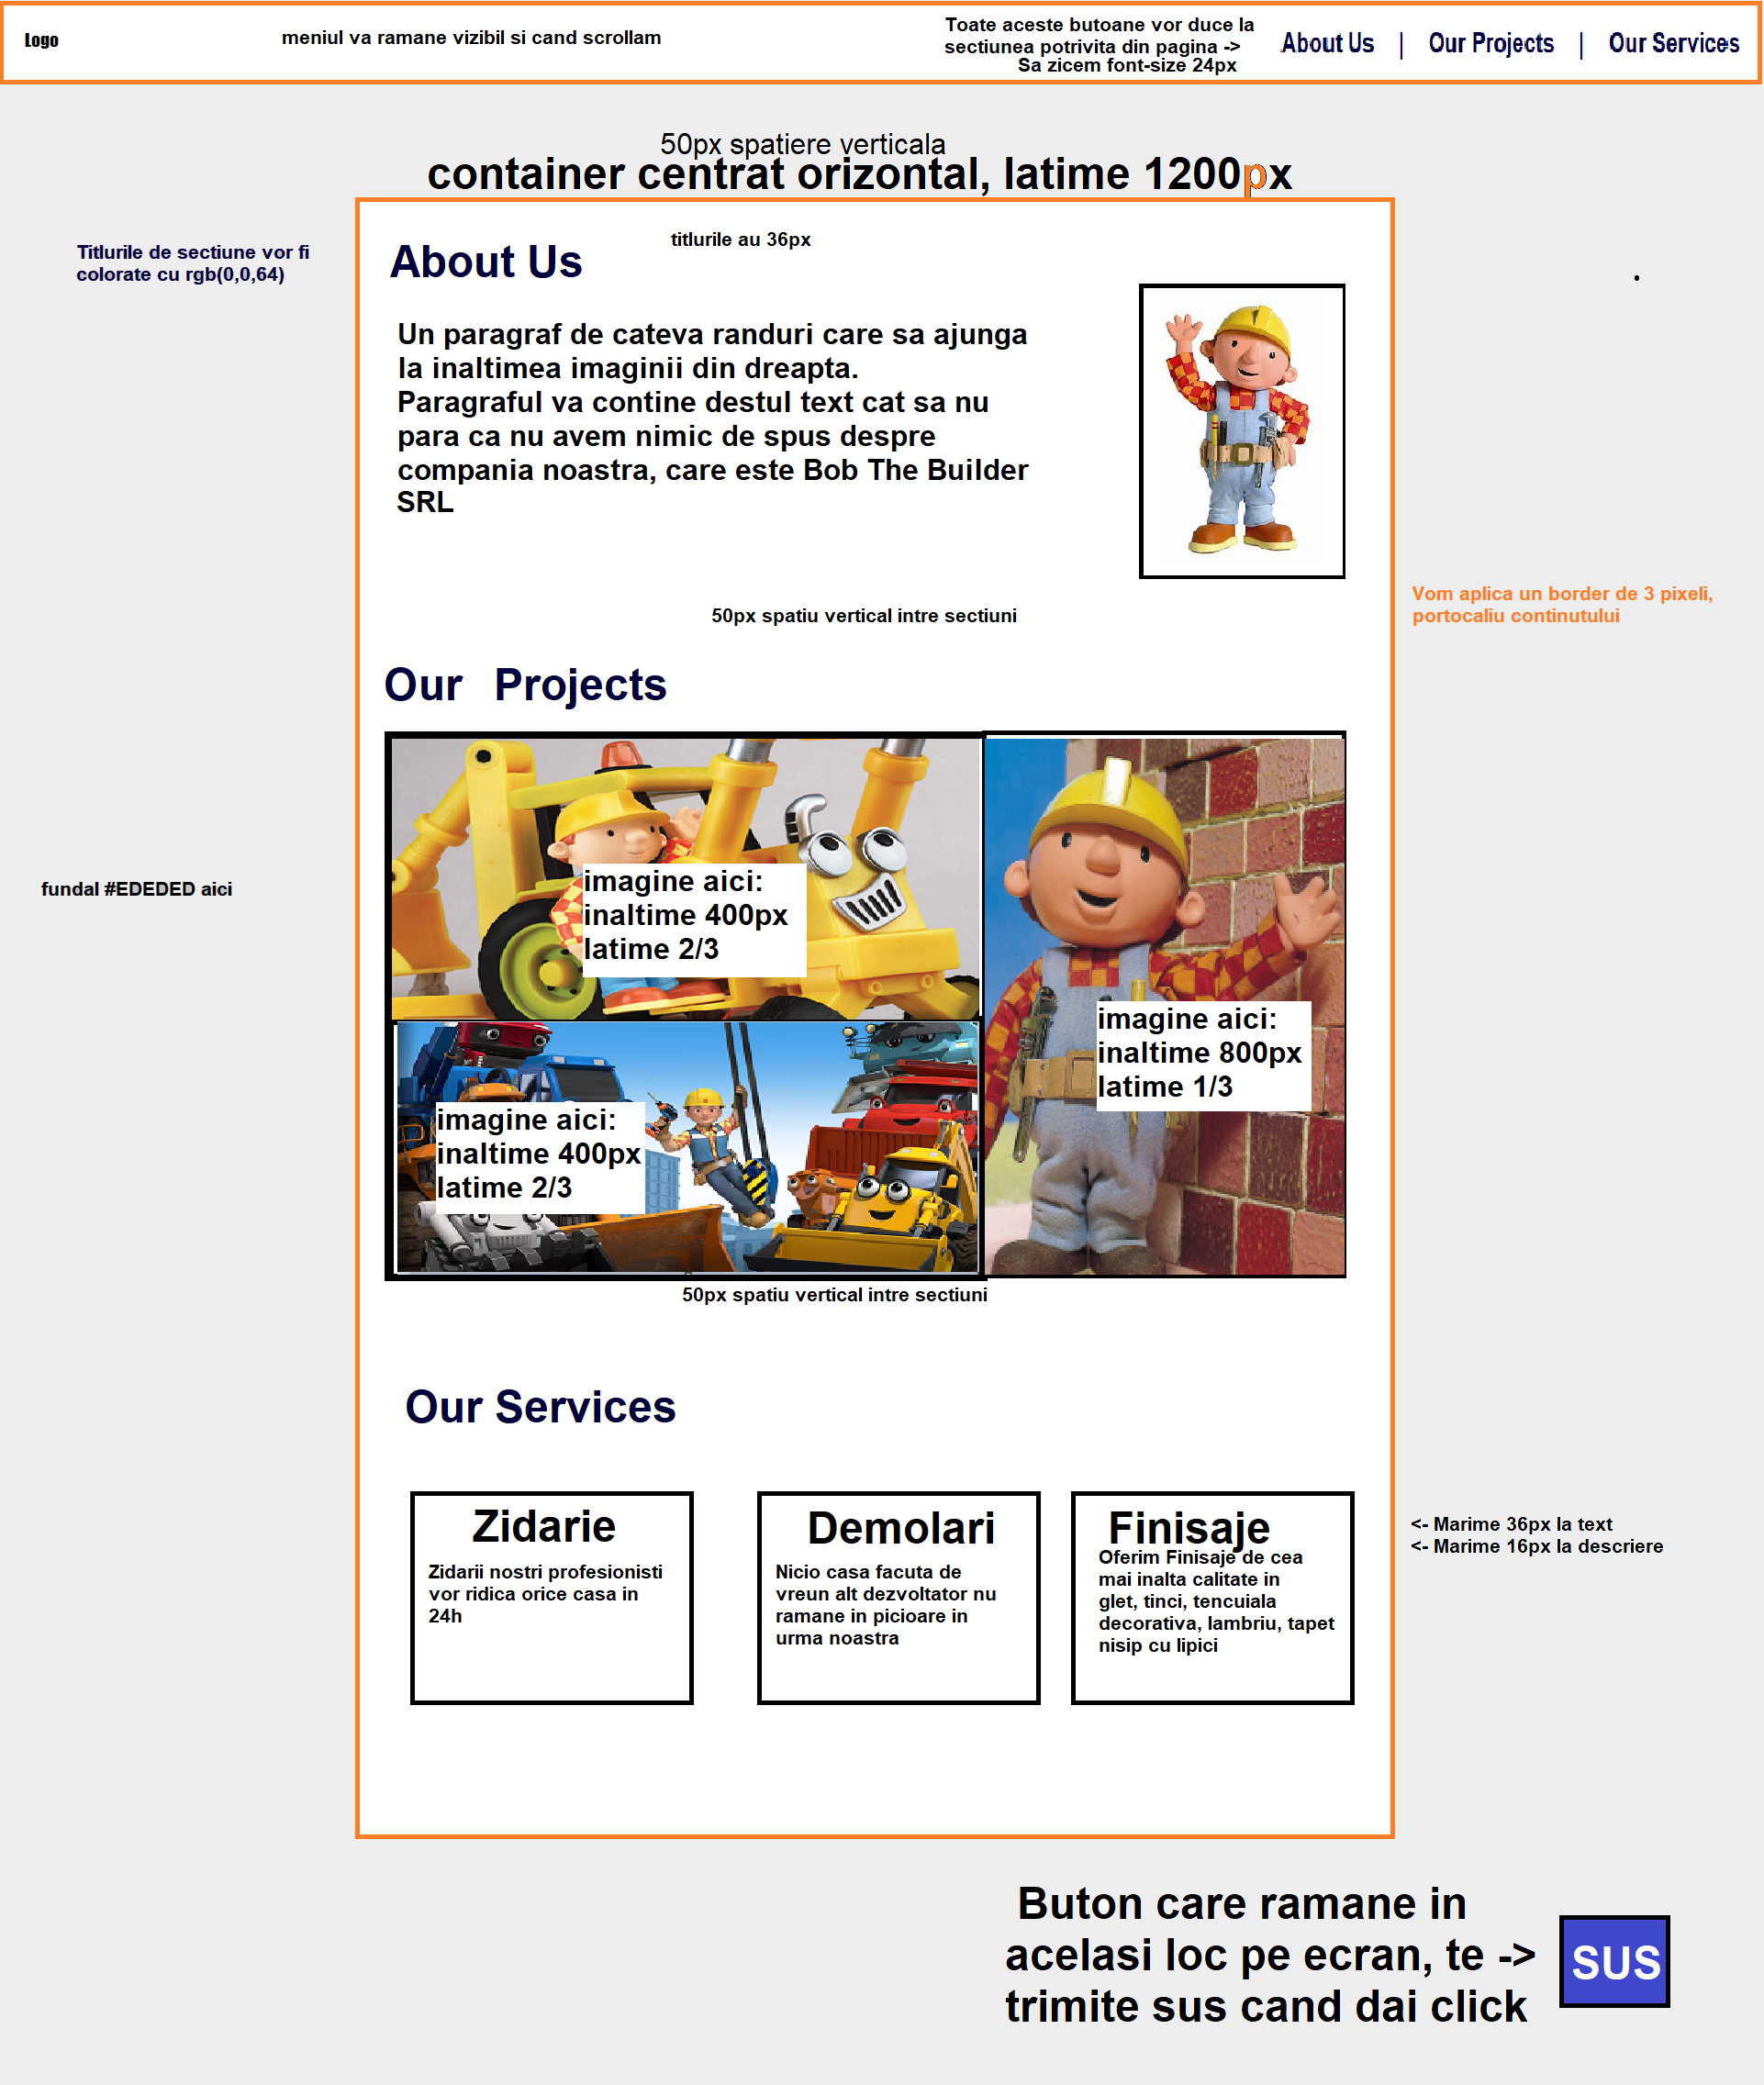 Logo
meniul va ramane vizibil si cand scrollam
Toate aceste butoane vor duce la
sectiunea potrivita din pagina ->
Sa zicem font-size 24px
About Us | Our Projects | Our Services
50px spatiere verticala
container centrat orizontal, latime 1200px
Titlurile de sectiune vor fi
colorate cu rgb(0,0,64)
About Us
titlurile au 36px
Un paragraf de cateva randuri care sa ajunga
la inaltimea imaginii din dreapta.
Paragraful va contine destul text cat sa nu
para ca nu avem nimic de spus despre
compania noastra, care este Bob The Builder
SRL
Vom aplica un border de 3 pixeli,
portocaliu continutului
50px spatiu vertical intre sectiuni
Our Projects
fundal #EDEDED aici
imagine aici:
inaltime 400px
latime 2/3
imagine aici:
inaltime 800px
latime 1/3
imagine aici:
inaltime 400px
latime 2/3
50px spatiu vertical intre sectiuni
Our Services
Zidarie
Zidarii nostri profesionisti
vor ridica orice casa in
24h
Demolari
Nicio casa facuta de
vreun alt dezvoltator nu
ramane in picioare in
urma noastra
Finisaje
Oferim Finisaje de cea
mai inalta calitate in
glet, tinci, tencuiala
decorativa, lambriu, tapet
nisip cu lipici
<- Marime 36px la text
<- Marime 16px la descriere
Buton care ramane in
acelasi loc pe ecran, te ->
trimite sus cand dai click
SUS